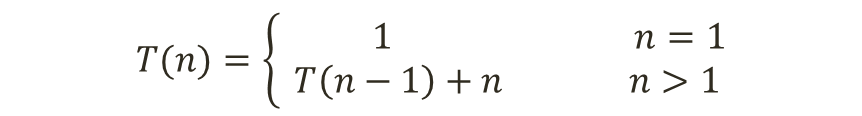 T(n) = { 1 n = 1
T(n − 1) + n n > 1